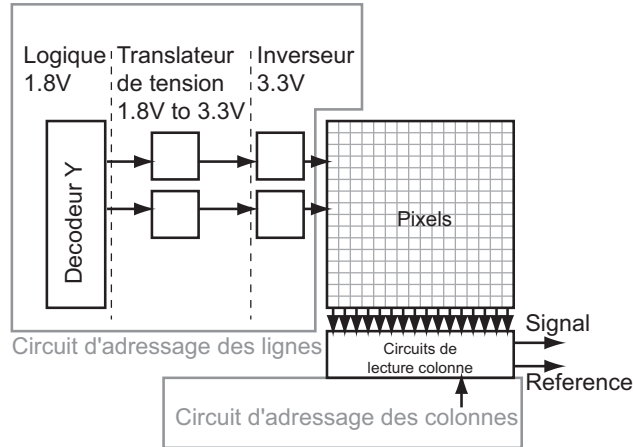 Logique
1.8V
Translateur
de tension
1.8V to 3.3V
Inverseur
3.3V
Decodeur Y
Pixels
Circuit d'adressage des lignes
Circuits de
lecture colonne
Signal
Reference
Circuit d'adressage des colonnes